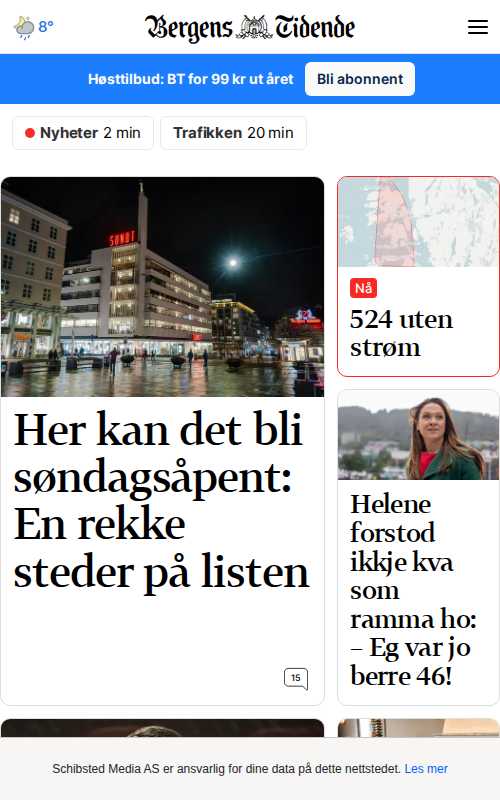 8°
Bergens Tidende
Høsttilbud: BT for 99 kr ut året
Bli abonnent
Nyheter 2 min
Trafikken 20 min
SUNDT
Her kan det bli
søndagsåpent:
En rekke
steder på listen
15
Nå
524 uten
strøm
Helene
forstod
ikkje kva
som
ramma ho:
– Eg var jo
berre 46!
Schibsted Media AS er ansvarlig for dine data på dette nettstedet. Les mer